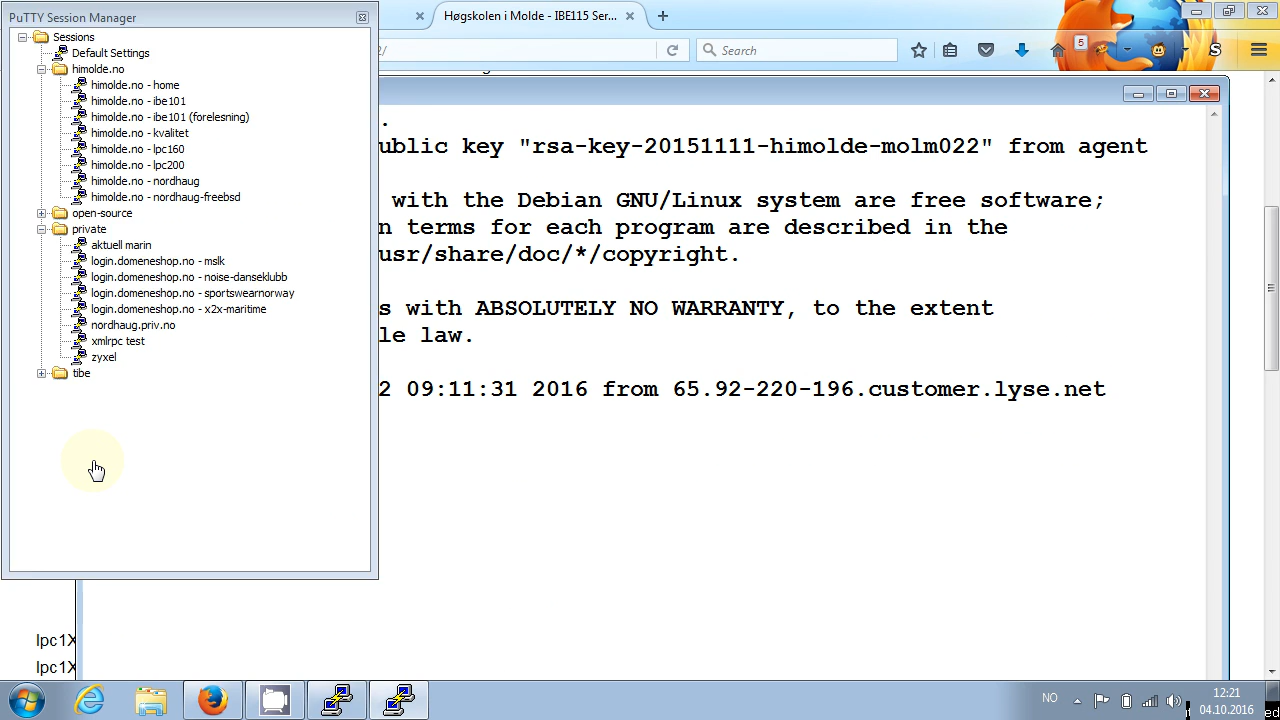 PuTTY Session Manager
Sessions
Default Settings
himolde.no
himolde.no - home
himolde.no - ibe101
himolde.no - ibe101 (forelesning)
himolde.no - kvalitet
himolde.no - lpc160
himolde.no - lpc200
himolde.no - nordhaug
himolde.no - nordhaug-freebsd
open-source
private
aktuell marin
login.domeneshop.no - mslk
login.domeneshop.no - noise-danseklubb
login.domeneshop.no - sportswearnorway
login.domeneshop.no - x2x-maritime
nordhaug.priv.no
xmlrpc test
zyxel
tibe
Høgskolen i Molde - IBE115 Ser...
2/
Search
5
S
.
ublic key "rsa-key-20151111-himolde-molm022" from agent
with the Debian GNU/Linux system are free software;
n terms for each program are described in the
usr/share/doc/*/copyright.
s with ABSOLUTELY NO WARRANTY, to the extent
le law.
2 09:11:31 2016 from 65.92-220-196.customer.lyse.net
lpc1X
lpc1X
NO
12:21
04.10.2016